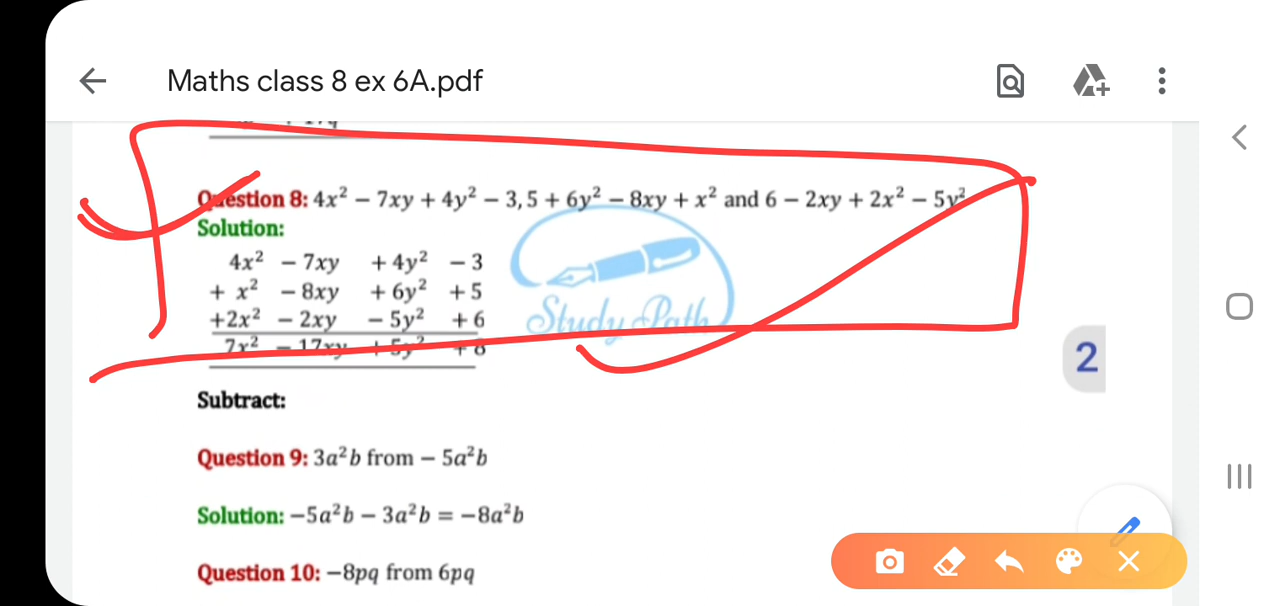 Maths class 8 ex 6A.pdf
Question 8: 4x² − 7xy + 4y² − 3, 5 + 6y² − 8xy + x² and 6 − 2xy + 2x² − 5y²
Solution:
4x² − 7xy + 4y² − 3
+ x² − 8xy + 6y² + 5
+2x² − 2xy − 5y² + 6
7x² − 17xy + 5y² + 8
Study Path
2
Subtract:
Question 9: 3a²b from − 5a²b
Solution: −5a²b − 3a²b = −8a²b
Question 10: −8pq from 6pq